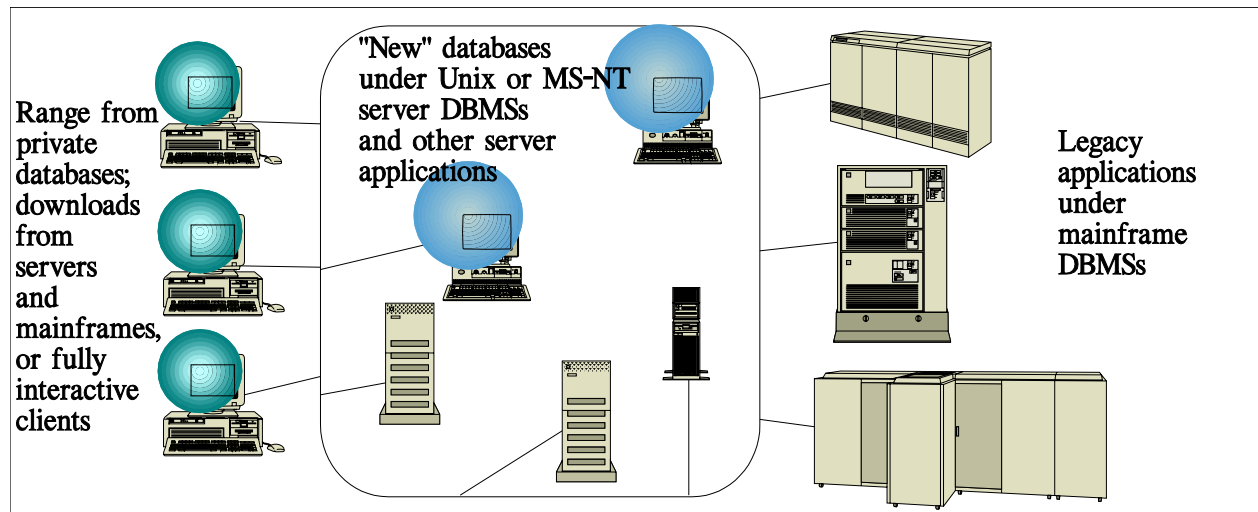 Range from
private
databases;
downloads
from
servers
and
mainframes,
or fully
interactive
clients
"New" databases
under Unix or MS-NT
server DBMSs
and other server
applications
Legacy
applications
under
mainframe
DBMSs